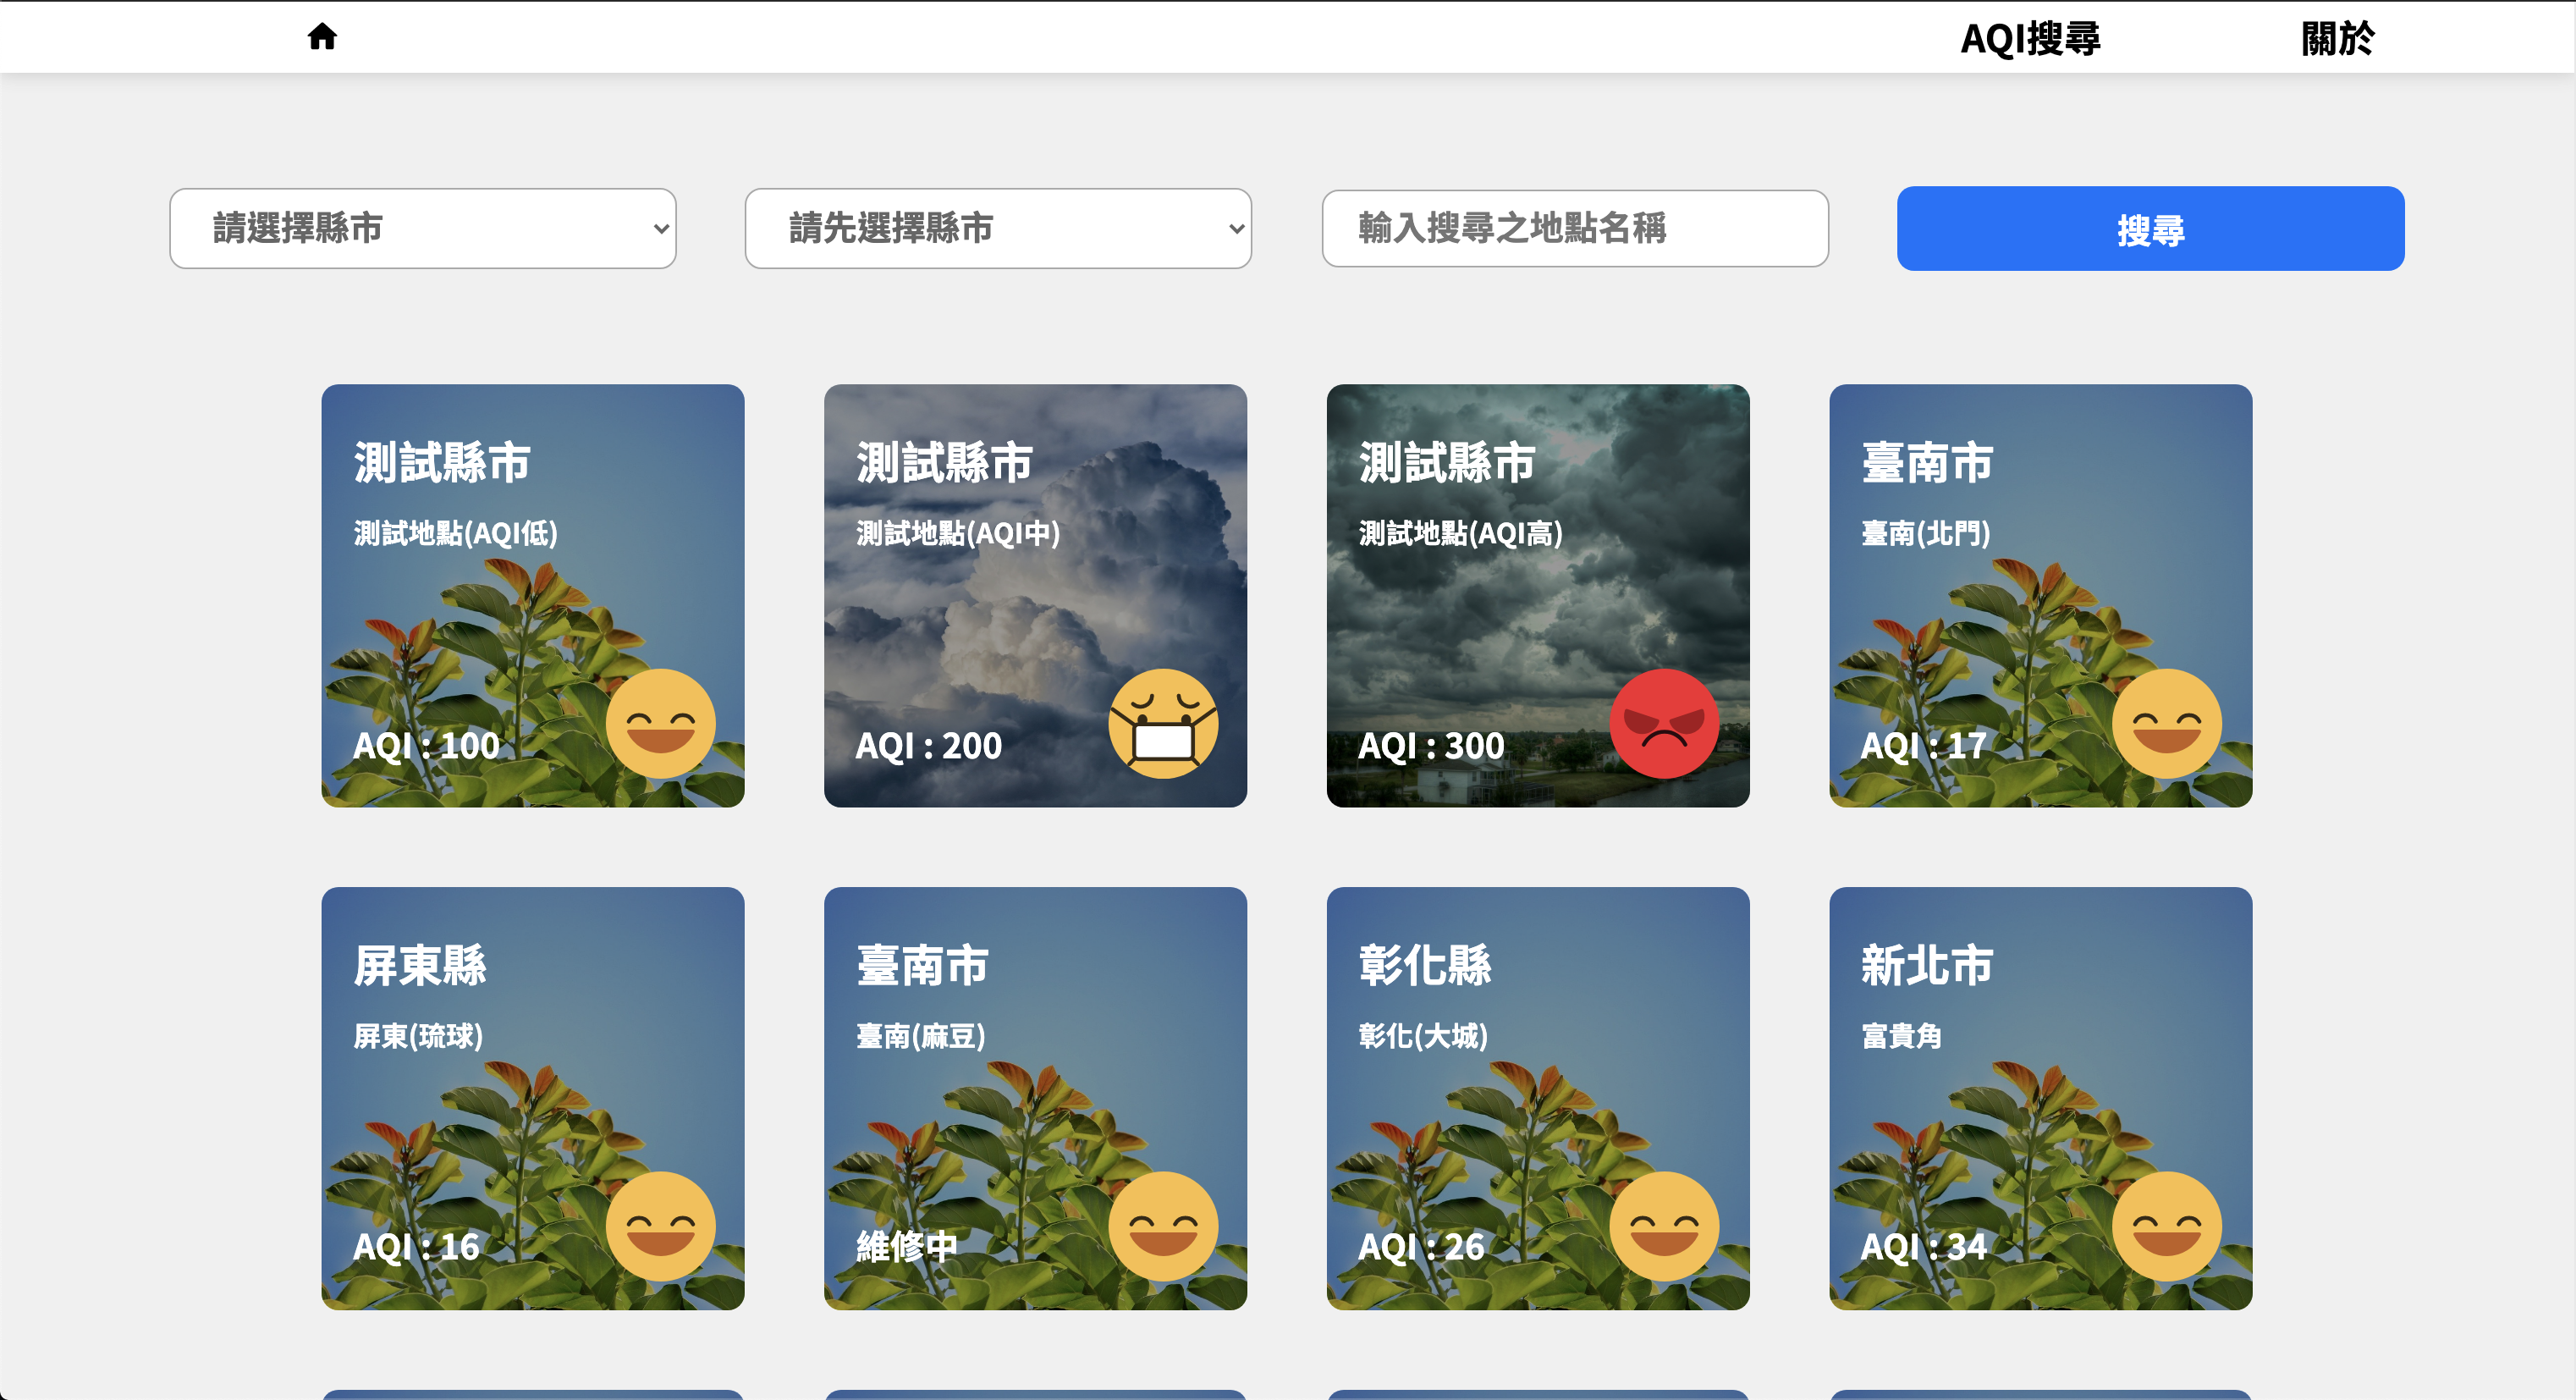 AQI搜尋
關於
請選擇縣市
請先選擇縣市
輸入搜尋之地點名稱
搜尋
測試縣市
測試地點(AQI低)
AQI : 100
測試縣市
測試地點(AQI中)
AQI : 200
測試縣市
測試地點(AQI高)
AQI : 300
臺南市
臺南(北門)
AQI : 17
屏東縣
屏東(琉球)
AQI : 16
臺南市
臺南(麻豆)
維修中
彰化縣
彰化(大城)
AQI : 26
新北市
富貴角
AQI : 34